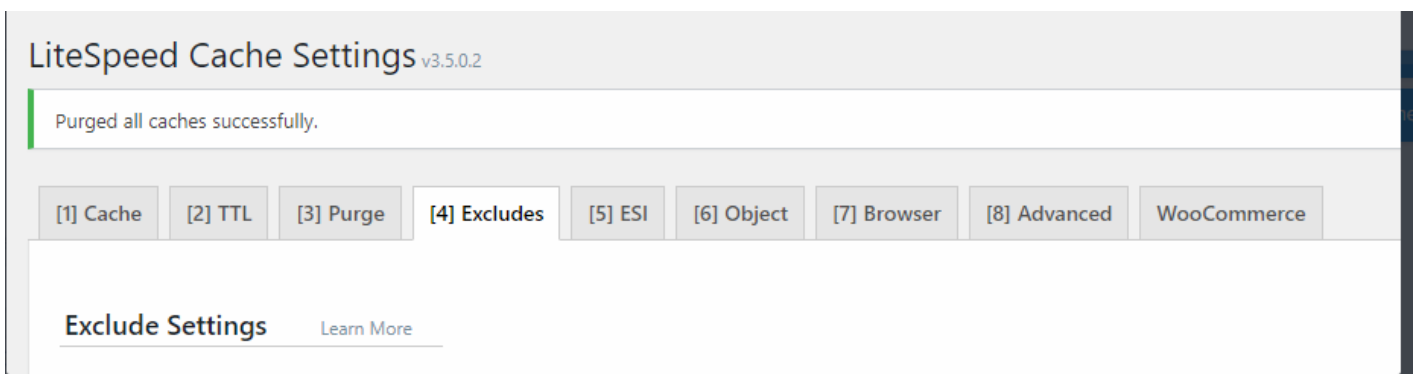 LiteSpeed Cache Settings v3.5.0.2
Purged all caches successfully.
[1] Cache [2] TTL [3] Purge [4] Excludes [5] ESI [6] Object [7] Browser [8] Advanced WooCommerce
Exclude Settings Learn More